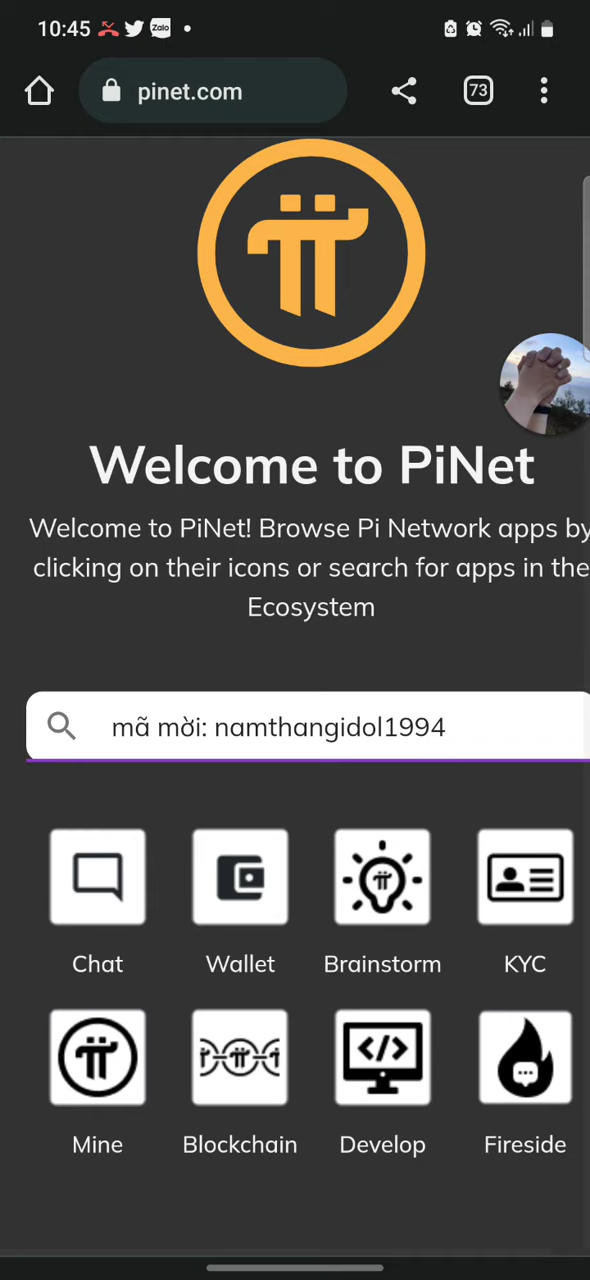 10:45 Zalo
pinet.com 73
Welcome to PiNet
Welcome to PiNet! Browse Pi Network apps by
clicking on their icons or search for apps in the
Ecosystem
mã mời: namthangidol1994
Chat Wallet Brainstorm KYC
Mine Blockchain Develop Fireside